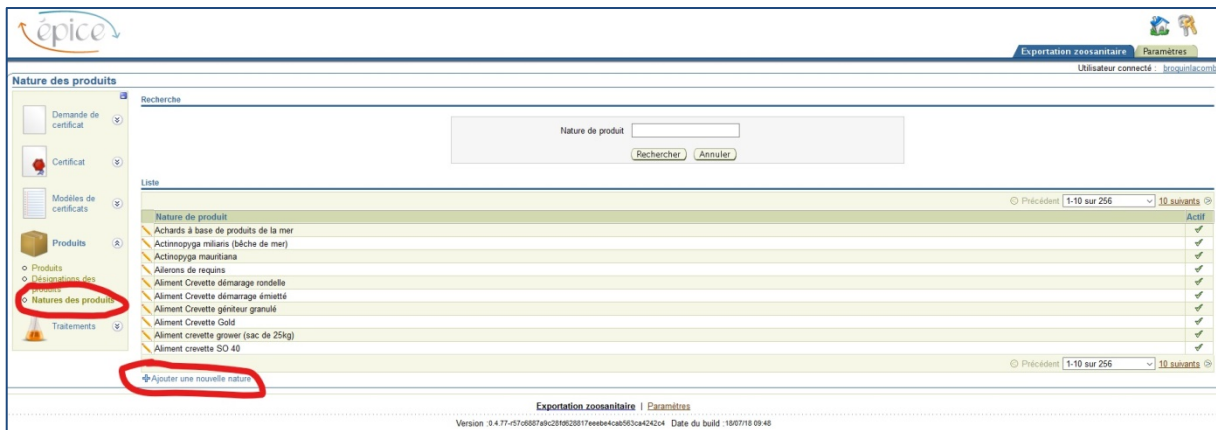 épice
Exportation zoosanitaire Paramètres
Utilisateur connecté : broquinlacomb
Nature des produits
Recherche
Demande de
certificat
Nature de produit
Rechercher Annuler
Certificat
Liste
Modèles de
certificats
Précédent 1-10 sur 256 10 suivants
Nature de produit Actif
Achards à base de produits de la mer
Actinnopyga miliaris (bêche de mer)
Produits
Actinopyga mauritiana
Ailerons de requins
Produits
Aliment Crevette démarage rondelle
Désignations des
produits
Aliment Crevette démarrage émietté
Natures des produits
Aliment Crevette géniteur granulé
Aliment Crevette Gold
Traitements
Aliment crevette grower (sac de 25kg)
Aliment crevette SO 40
Précédent 1-10 sur 256 10 suivants
Ajouter une nouvelle nature
Exportation zoosanitaire | Paramètres
Version :0.4.77-r57c6887a9c28fd628817eeebe4cab563ca4242c4 Date du build :18/07/18 09:48